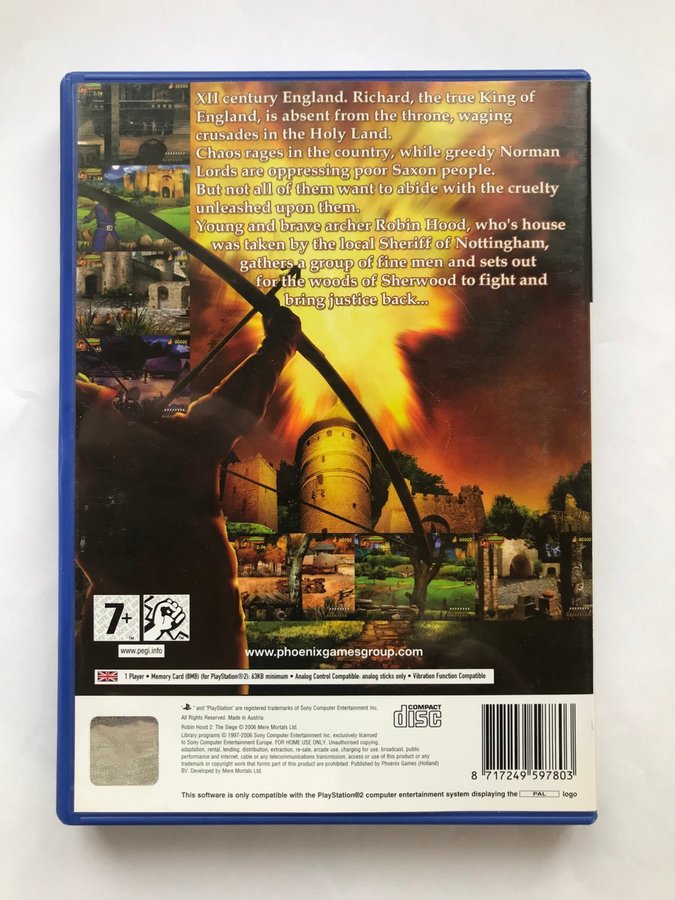 XII century England. Richard, the true King of
England, is absent from the throne, waging
crusades in the Holy Land.
Chaos rages in the country, while greedy Norman
Lords are oppressing poor Saxon people.
But not all of them want to abide with the cruelty
unleashed upon them.
Young and brave archer Robin Hood, who's house
was taken by the local Sheriff of Nottingham,
gathers a group of fine men and sets out
for the woods of Sherwood to fight and
bring justice back...
7+
www.pegi.info
www.phoenixgamesgroup.com
1 Player • Memory Card (8MB) (for PlayStation®2): 63KB minimum • Analog Control Compatible: analog sticks only • Vibration Function Compatible
" and "PlayStation" are registered trademarks of Sony Computer Entertainment Inc.
All Rights Reserved. Made in Austria.
Robin Hood 2: The Siege © 2006 Mere Mortals Ltd.
Library programs © 1997-2006 Sony Computer Entertainment Inc. exclusively licensed
to Sony Computer Entertainment Europe. FOR HOME USE ONLY. Unauthorised copying,
adaptation, rental, lending, distribution, extraction, re-sale, arcade use, charging for use, broadcast, public
performance and internet, cable or any telecommunications transmission, access or use of this product or any
trademark or copyright work that forms part of this product are prohibited. Published by Phoenix Games (Holland)
BV. Developed by Mere Mortals Ltd.
COMPACT
disc
8 717249 597803
This software is only compatible with the PlayStation®2 computer entertainment system displaying the PAL logo